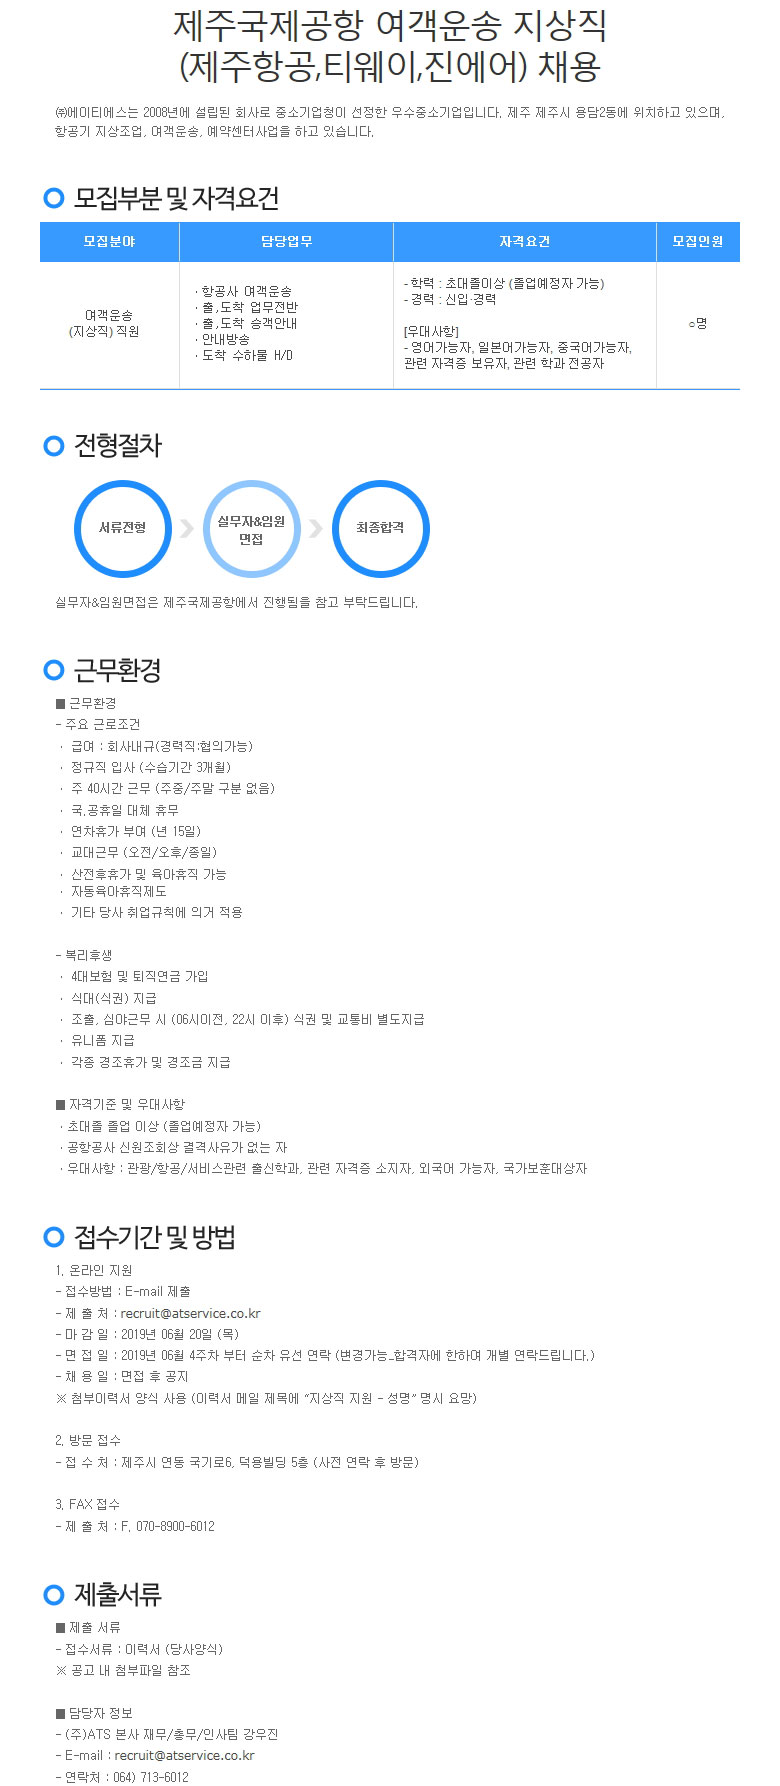 제주국제공항 여객운송 지상직
(제주항공,티웨이,진에어) 채용
㈜에이티에스는 2008년에 설립된 회사로 중소기업청이 선정한 우수중소기업입니다. 제주 제주시 용담2동에 위치하고 있으며,
항공기 지상조업, 여객운송, 예약센터사업을 하고 있습니다.
모집부분 및 자격요건
모집분야 담당업무 자격요건 모집인원
여객운송
(지상직) 직원
· 항공사 여객운송
· 출,도착 업무전반
· 출,도착 승객안내
· 안내방송
· 도착 수하물 H/D
- 학력 : 초대졸이상 (졸업예정자 가능)
- 경력 : 신입·경력
[우대사항]
- 영어가능자, 일본어가능자, 중국어가능자,
관련 자격증 보유자, 관련 학과 전공자
○명
전형절차
서류전형
실무자&임원
면접
최종합격
실무자&임원면접은 제주국제공항에서 진행됨을 참고 부탁드립니다.
근무환경
■ 근무환경
- 주요 근로조건
· 급여 : 회사내규(경력직:협의가능)
· 정규직 입사 (수습기간 3개월)
· 주 40시간 근무 (주중/주말 구분 없음)
· 국,공휴일 대체 휴무
· 연차휴가 부여 (년 15일)
· 교대근무 (오전/오후/종일)
· 산전후휴가 및 육아휴직 가능
· 자동육아휴직제도
· 기타 당사 취업규칙에 의거 적용
- 복리후생
· 4대보험 및 퇴직연금 가입
· 식대(식권) 지급
· 조출, 심야근무 시 (06시이전, 22시 이후) 식권 및 교통비 별도지급
· 유니폼 지급
· 각종 경조휴가 및 경조금 지급
■ 자격기준 및 우대사항
· 초대졸 졸업 이상 (졸업예정자 가능)
· 공항공사 신원조회상 결격사유가 없는 자
· 우대사항 : 관광/항공/서비스관련 출신학과, 관련 자격증 소지자, 외국어 가능자, 국가보훈대상자
접수기간 및 방법
1. 온라인 지원
- 접수방법 : E-mail 제출
- 제 출 처 : recruit@atservice.co.kr
- 마 감 일 : 2019년 06월 20일 (목)
- 면 접 일 : 2019년 06월 4주차 부터 순차 유선 연락 (변경가능_합격자에 한하여 개별 연락드립니다.)
- 채 용 일 : 면접 후 공지
※ 첨부이력서 양식 사용 (이력서 메일 제목에 “지상직 지원 - 성명” 명시 요망)
2. 방문 접수
- 접 수 처 : 제주시 연동 국기로6, 덕용빌딩 5층 (사전 연락 후 방문)
3. FAX 접수
- 제 출 처 : F. 070-8900-6012
제출서류
■ 제출 서류
- 접수서류 : 이력서 (당사양식)
※ 공고 내 첨부파일 참조
■ 담당자 정보
- (주)ATS 본사 재무/총무/인사팀 강우진
- E-mail : recruit@atservice.co.kr
- 연락처 : 064) 713-6012